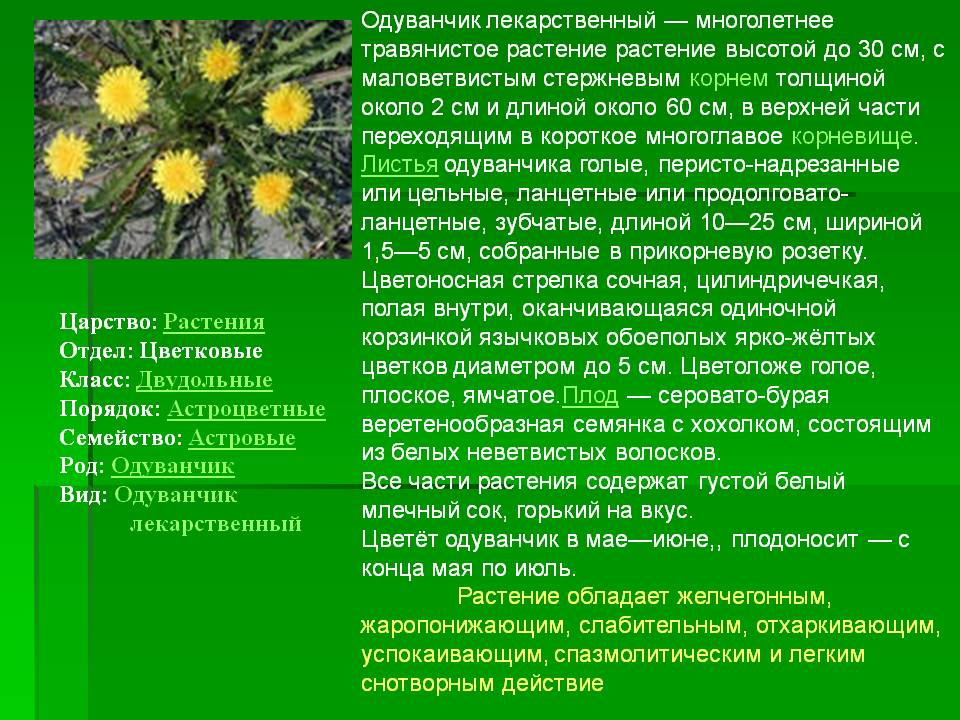 Одуванчик лекарственный — многолетнее
травянистое растение растение высотой до 30 см, с
маловетвистым стержневым корнем толщиной
около 2 см и длиной около 60 см, в верхней части
переходящим в короткое многоглавое корневище.
Листья одуванчика голые, перисто-надрезанные
или цельные, ланцетные или продолговато-
ланцетные, зубчатые, длиной 10—25 см, шириной
1,5—5 см, собранные в прикорневую розетку.
Цветоносная стрелка сочная, цилиндричечкая,
полая внутри, оканчивающаяся одиночной
корзинкой язычковых обоеполых ярко-жёлтых
цветков диаметром до 5 см. Цветоложе голое,
плоское, ямчатое.Плод — серовато-бурая
веретенообразная семянка с хохолком, состоящим
из белых неветвистых волосков.
Все части растения содержат густой белый
млечный сок, горький на вкус.
Цветёт одуванчик в мае—июне,, плодоносит — с
конца мая по июль.
Растение обладает желчегонным,
жаропонижающим, слабительным, отхаркивающим,
успокаивающим, спазмолитическим и легким
снотворным действие
Царство: Растения
Отдел: Цветковые
Класс: Двудольные
Порядок: Астроцветные
Семейство: Астровые
Род: Одуванчик
Вид: Одуванчик
лекарственный